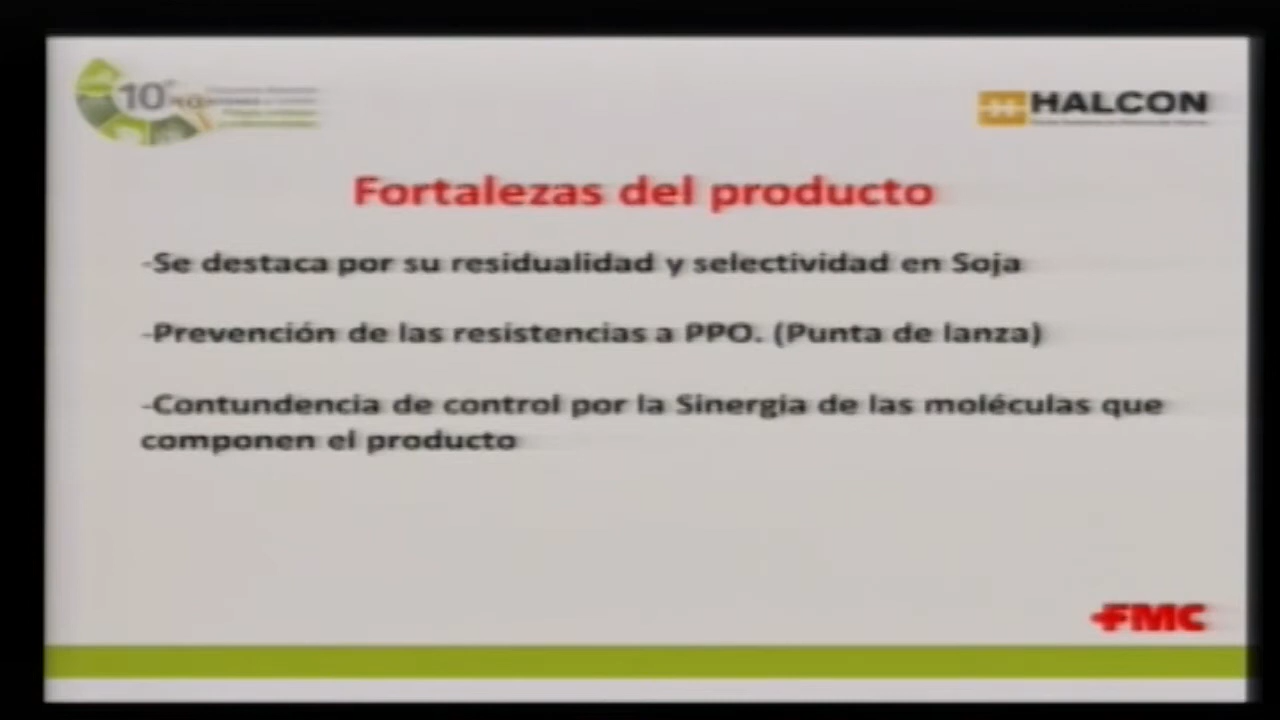 10
HALCON
Fortalezas del producto
-Se destaca por su residualidad y selectividad en Soja
-Prevención de las resistencias a PPO. (Punta de lanza)
-Contundencia de control por la Sinergia de las moléculas que
componen el producto
FMC